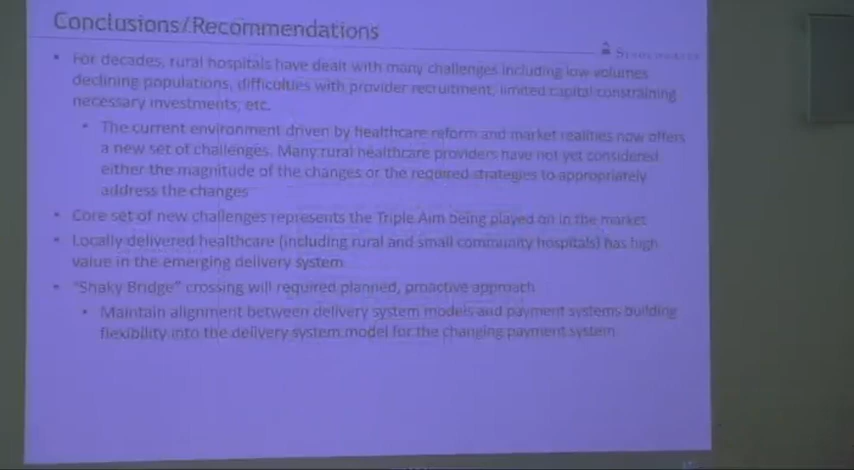 Conclusions/Recommendations
• For decades, rural hospitals have dealt with many challenges including low volumes
declining populations, difficulties with provider recruitment, limited capital constraining
necessary investments, etc.
• The current environment driven by healthcare reform and market realities now offers
a new set of challenges. Many rural healthcare providers have not yet considered
either the magnitude of the changes or the required strategies to appropriately
address the changes
• Core set of new challenges represents the Triple Aim being played on in the market
• Locally delivered healthcare (including rural and small community hospitals) has high
value in the emerging delivery system
• "Shaky Bridge" crossing will required planned, proactive approach
• Maintain alignment between delivery system models and payment systems building
flexibility into the delivery system model for the changing payment system